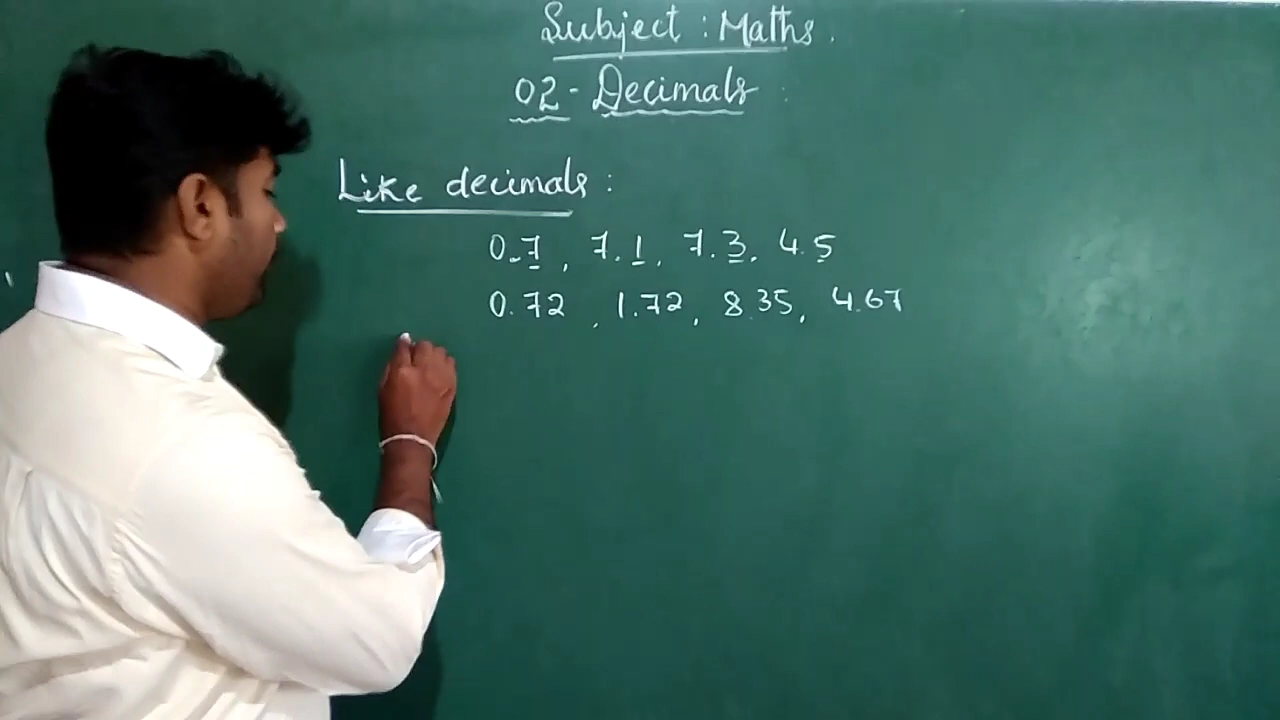 Subject : Maths.
02 - Decimals
Like decimals :
0.7, 7.1, 7.3, 4.5
0.72, 1.72, 8.35, 4.67